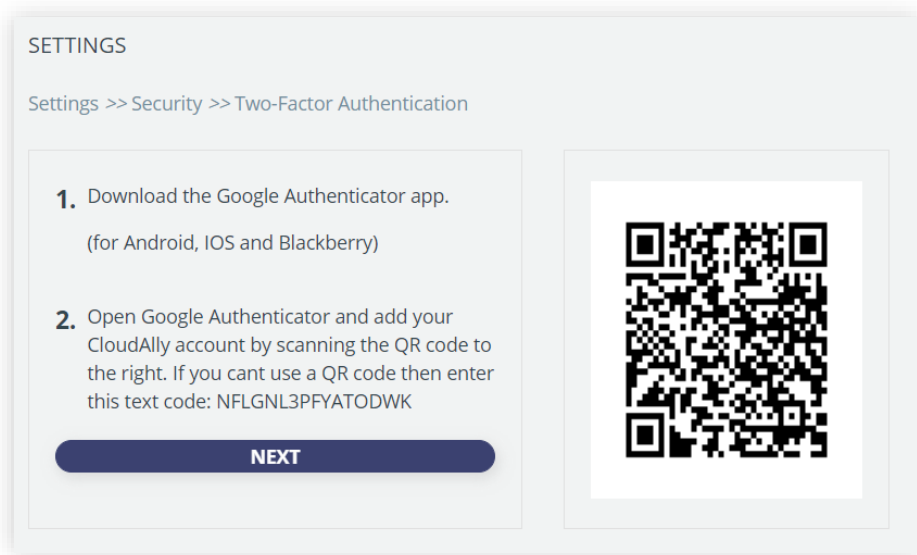 SETTINGS
Settings >> Security >> Two-Factor Authentication
1. Download the Google Authenticator app.
(for Android, IOS and Blackberry)
2. Open Google Authenticator and add your
CloudAlly account by scanning the QR code to
the right. If you cant use a QR code then enter
this text code: NFLGNL3PFYATODWK
NEXT